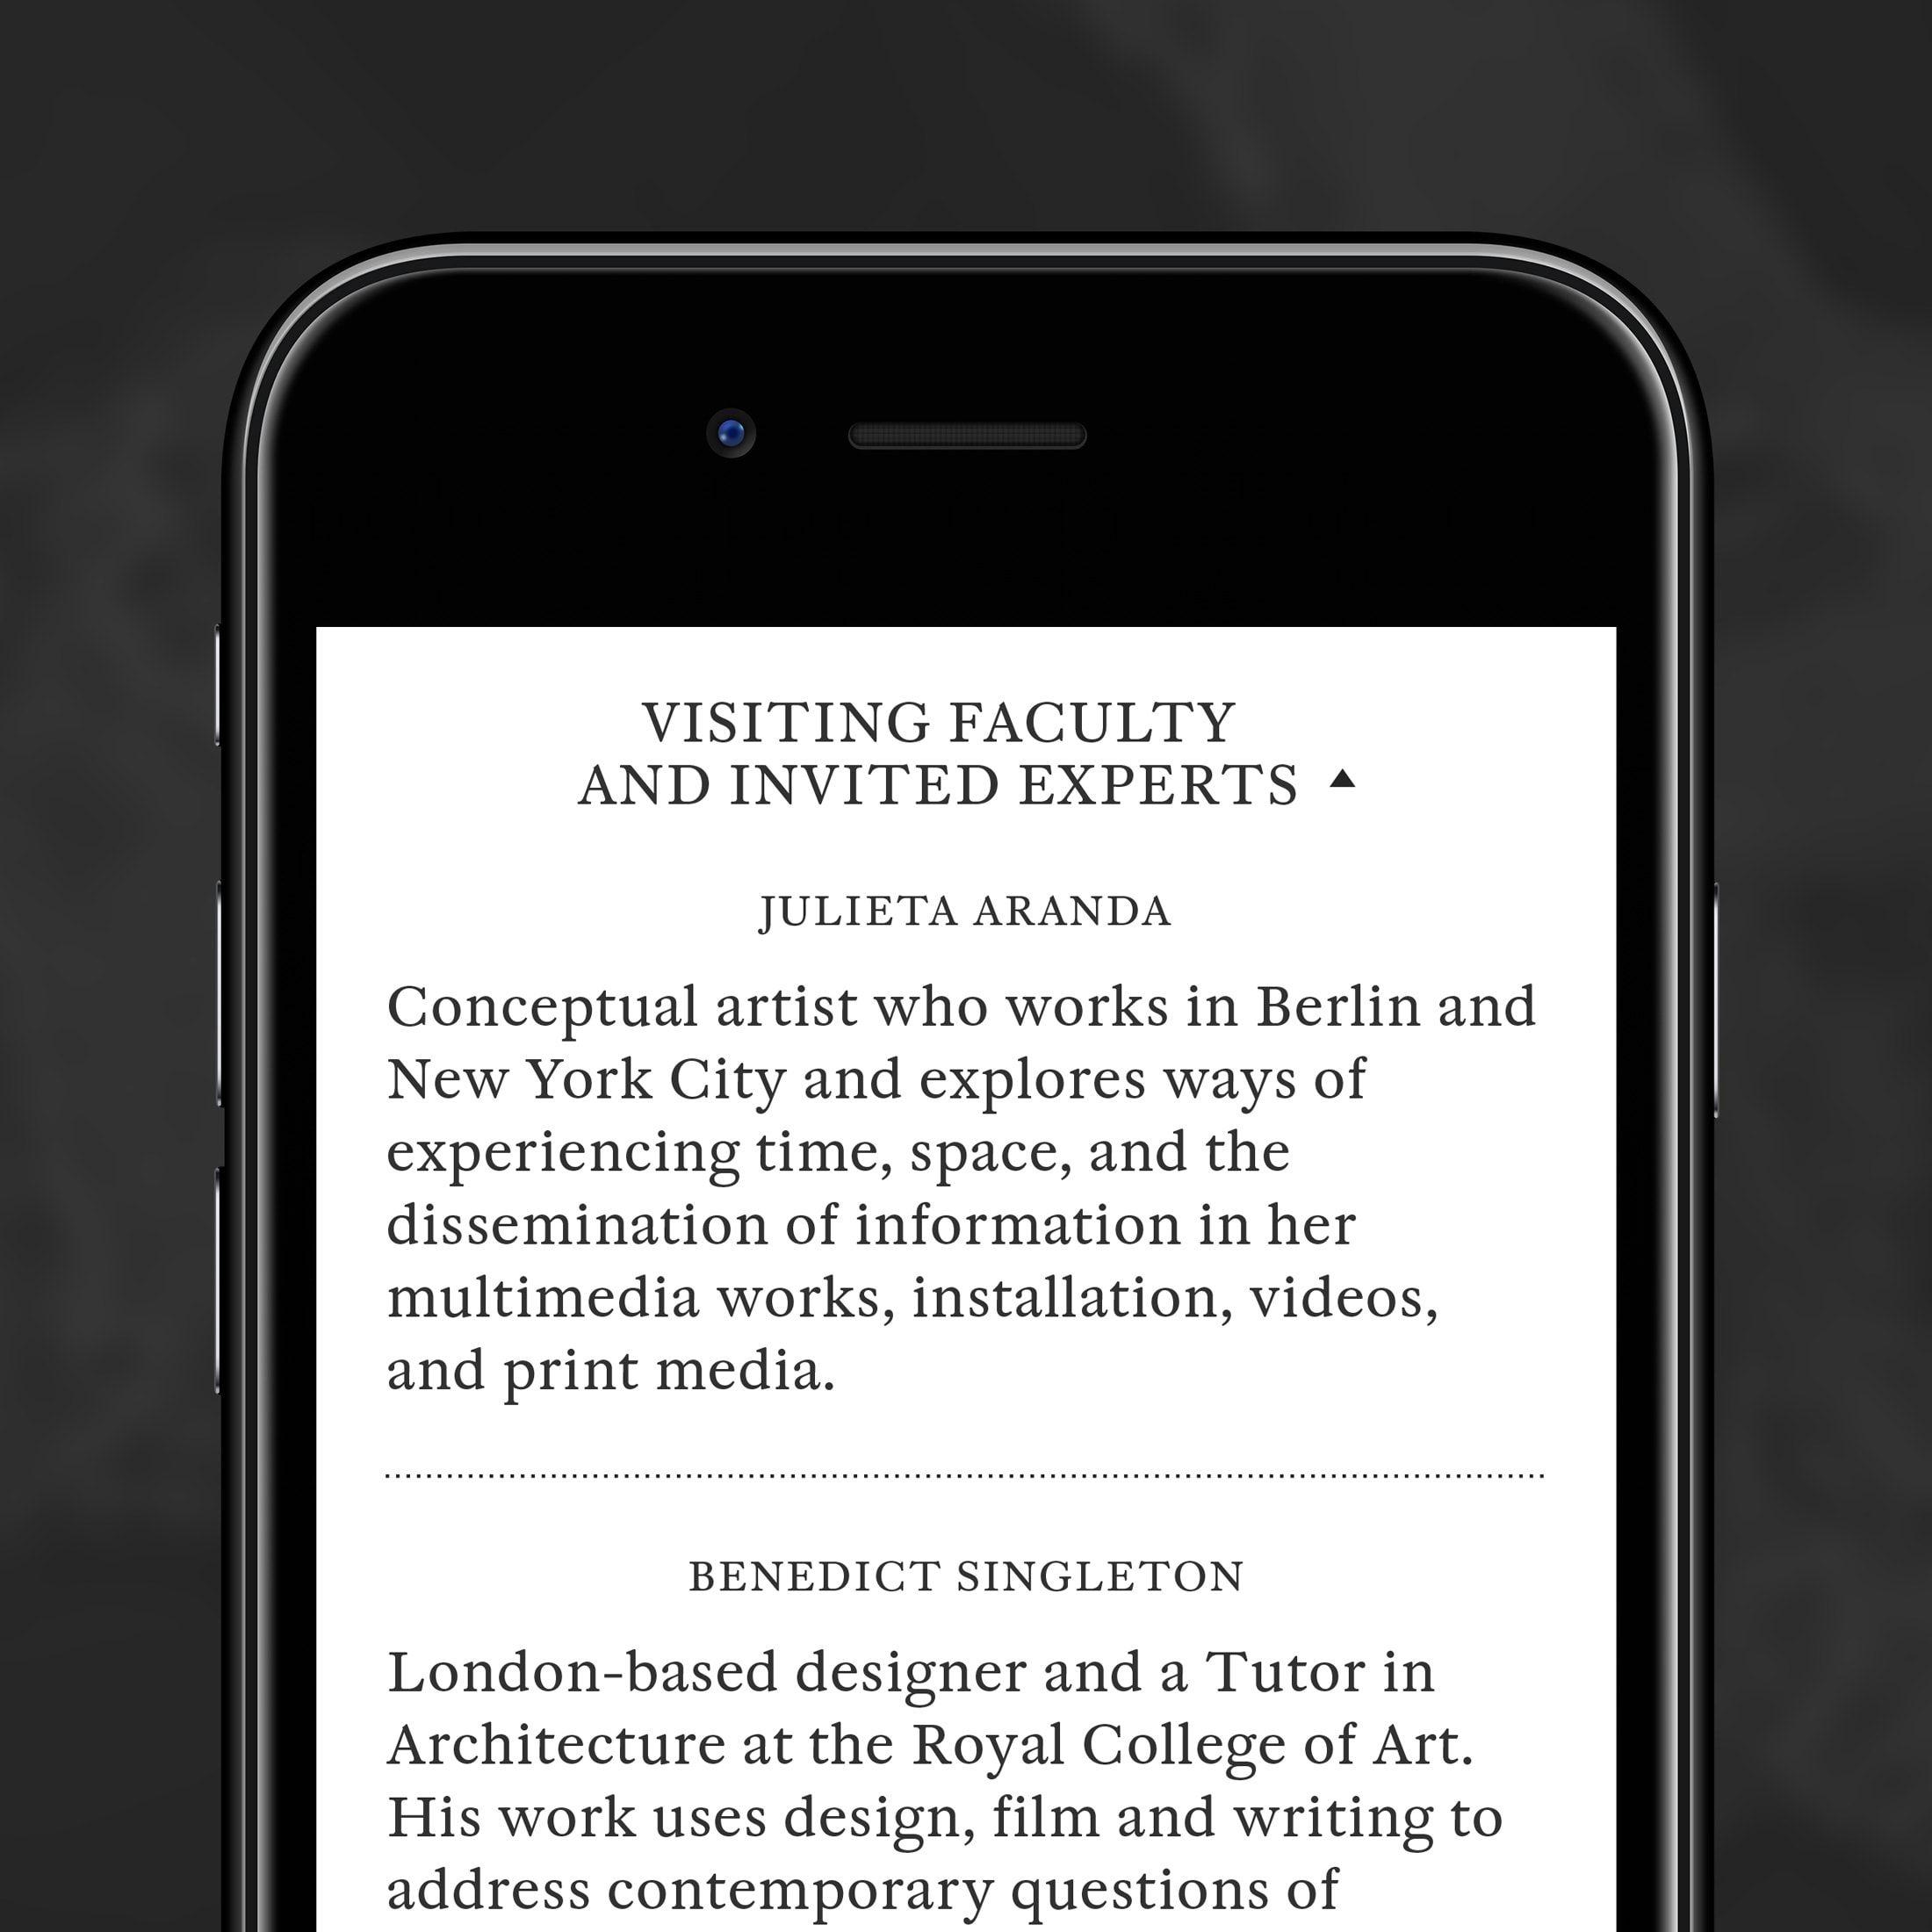 VISITING FACULTY
AND INVITED EXPERTS ▲
JULIETA ARANDA
Conceptual artist who works in Berlin and
New York City and explores ways of
experiencing time, space, and the
dissemination of information in her
multimedia works, installation, videos,
and print media.
BENEDICT SINGLETON
London-based designer and a Tutor in
Architecture at the Royal College of Art.
His work uses design, film and writing to
address contemporary questions of